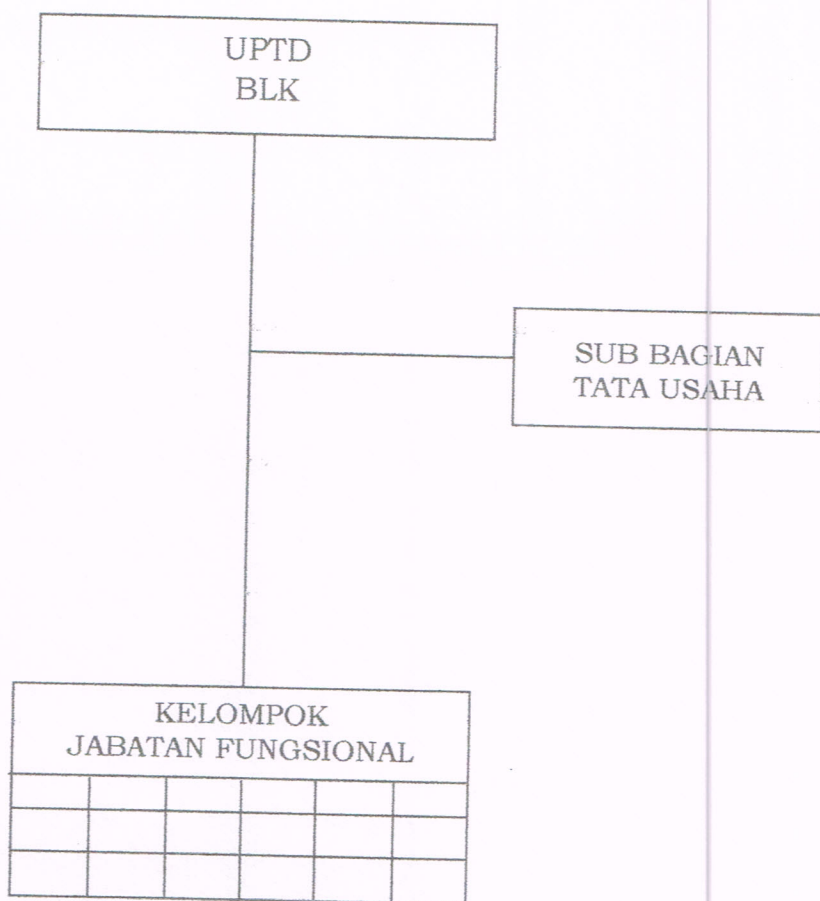 UPTD
BLK
SUB BAGIAN
TATA USAHA
KELOMPOK
JABATAN FUNGSIONAL